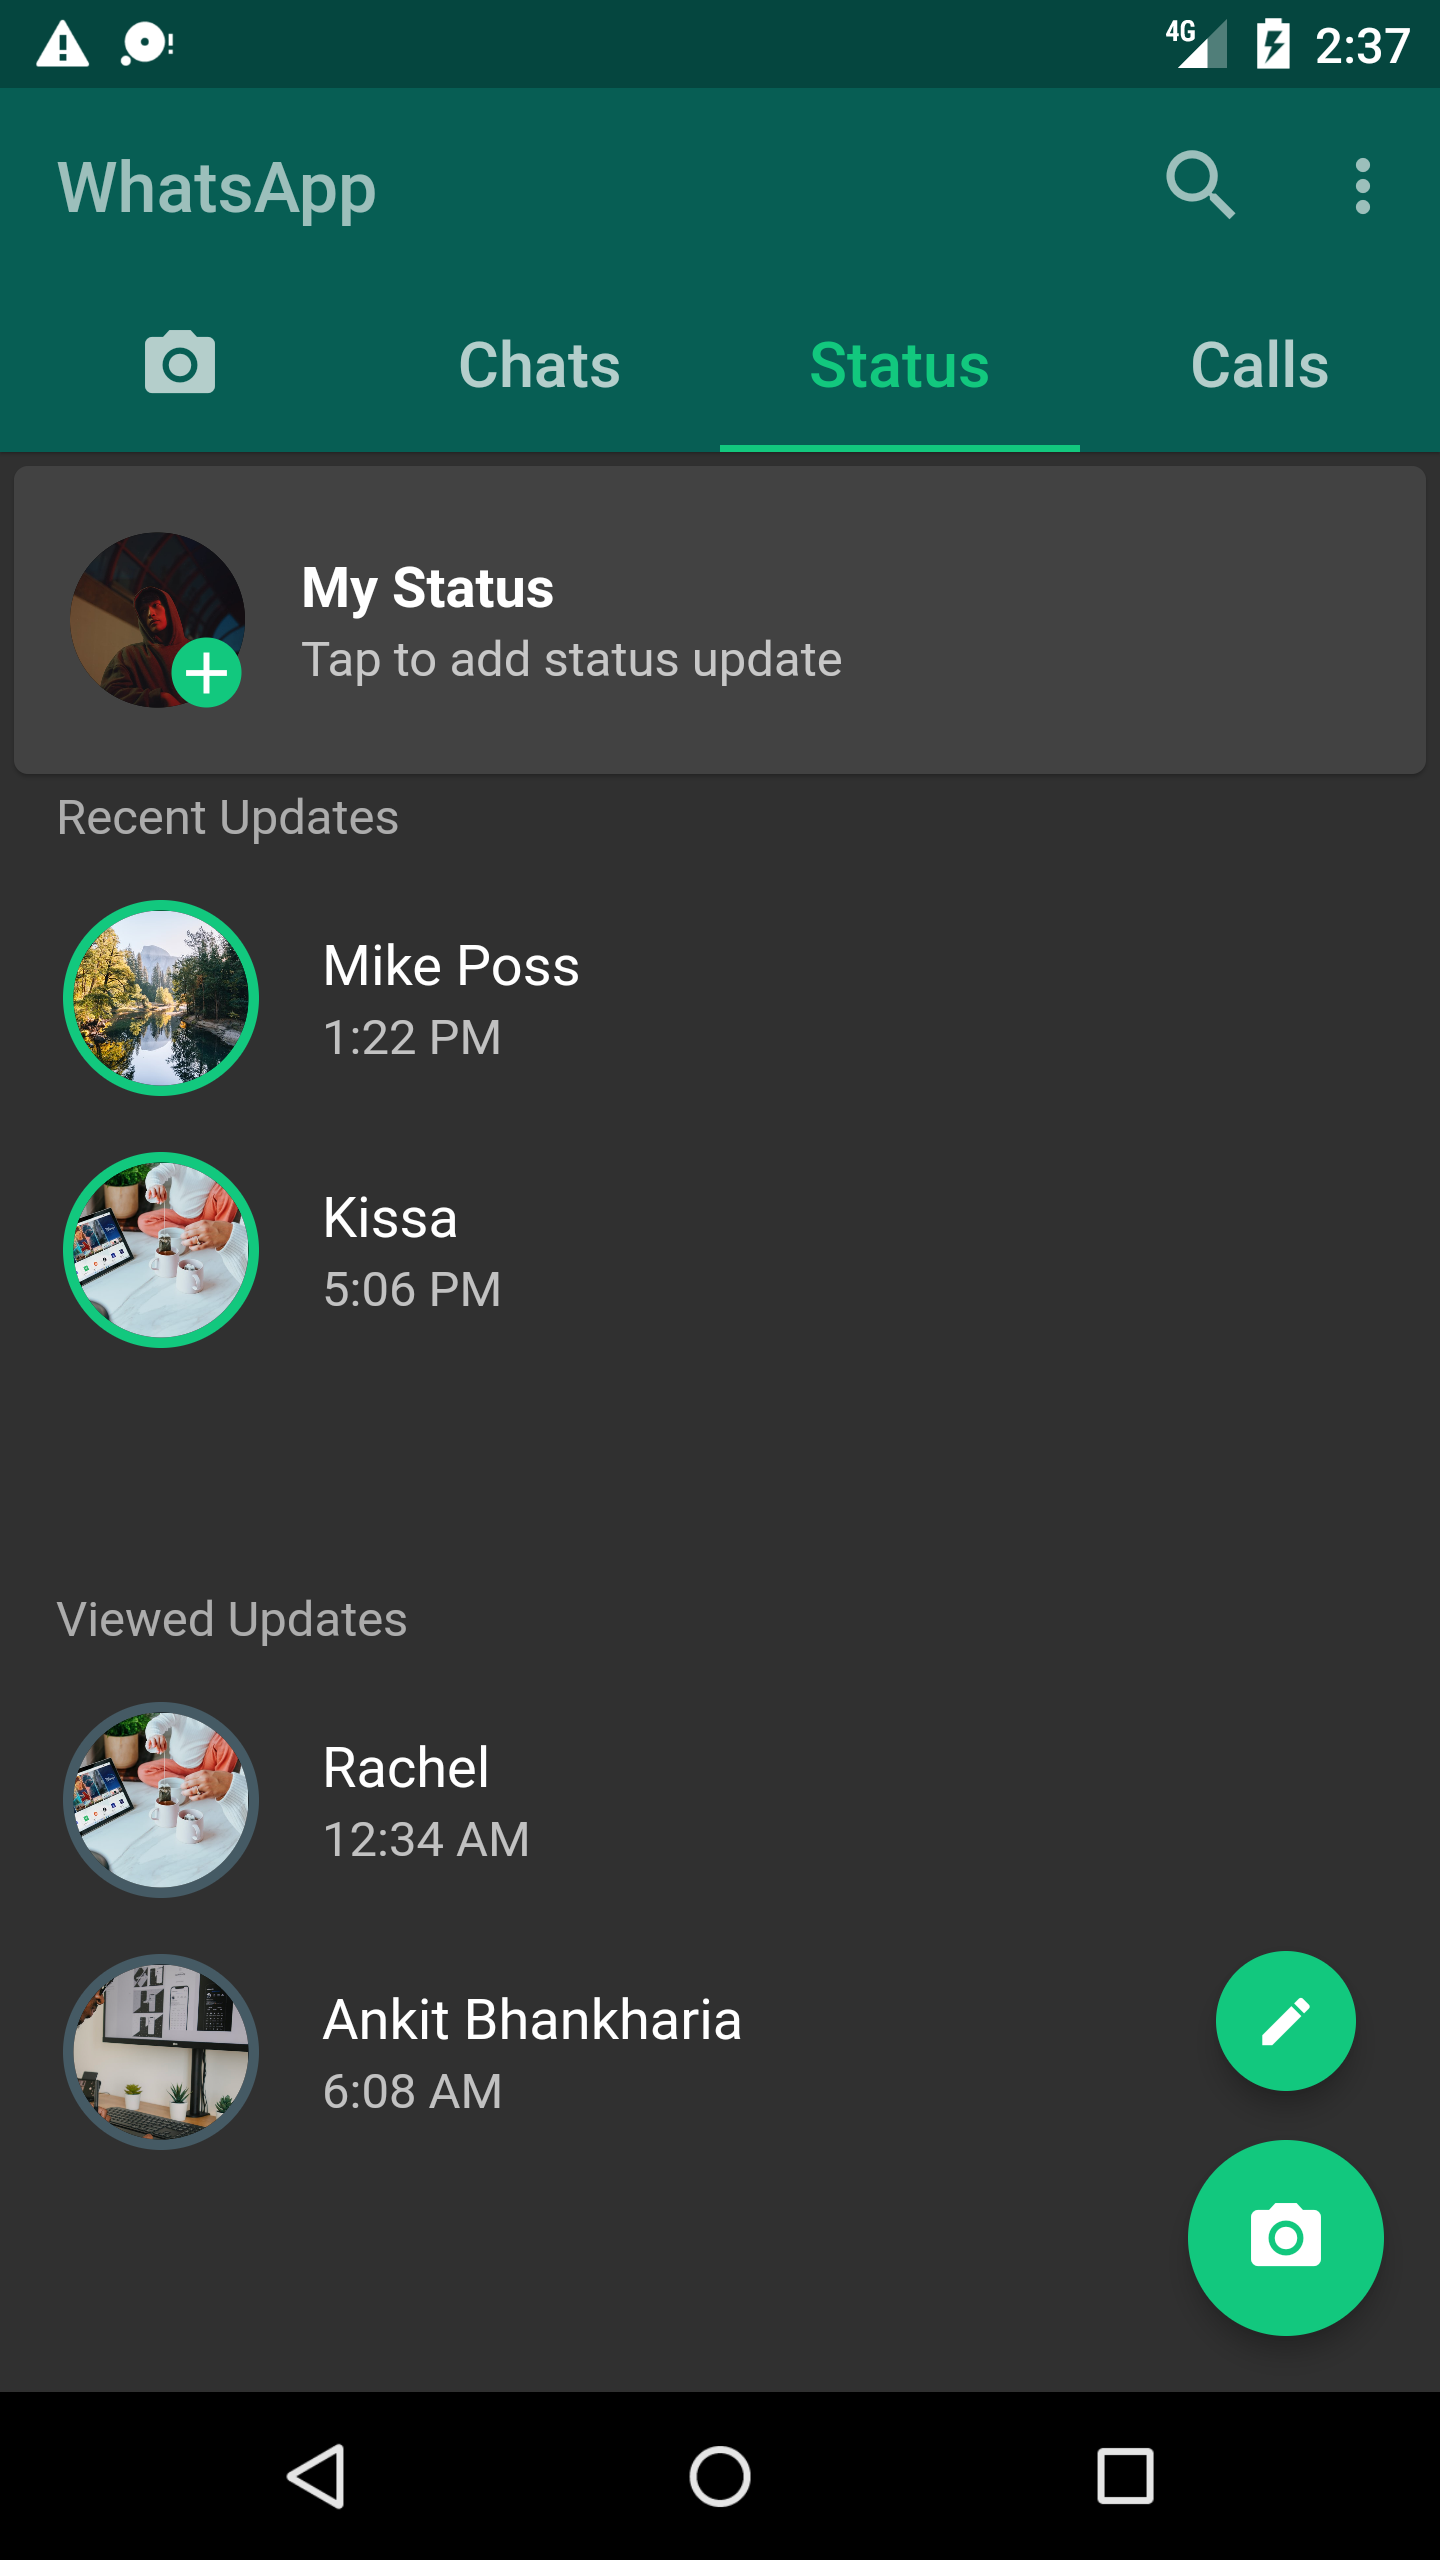 4G 2:37
WhatsApp
Chats Status Calls
My Status
Tap to add status update
Recent Updates
Mike Poss
1:22 PM
Kissa
5:06 PM
Viewed Updates
Rachel
12:34 AM
Ankit Bhankharia
6:08 AM